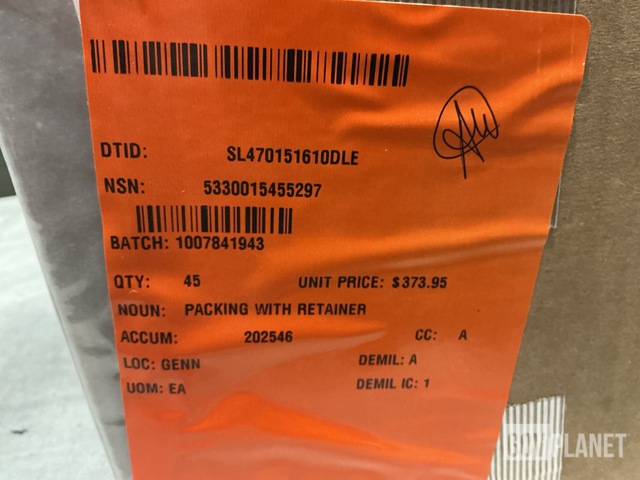 DTID: SL470151610DLE
NSN: 5330015455297
BATCH: 1007841943
QTY: 45 UNIT PRICE: $373.95
NOUN: PACKING WITH RETAINER
ACCUM: 202546 CC: A
LOC: GENN DEMIL: A
UOM: EA DEMIL IC: 1
GOVPLANET